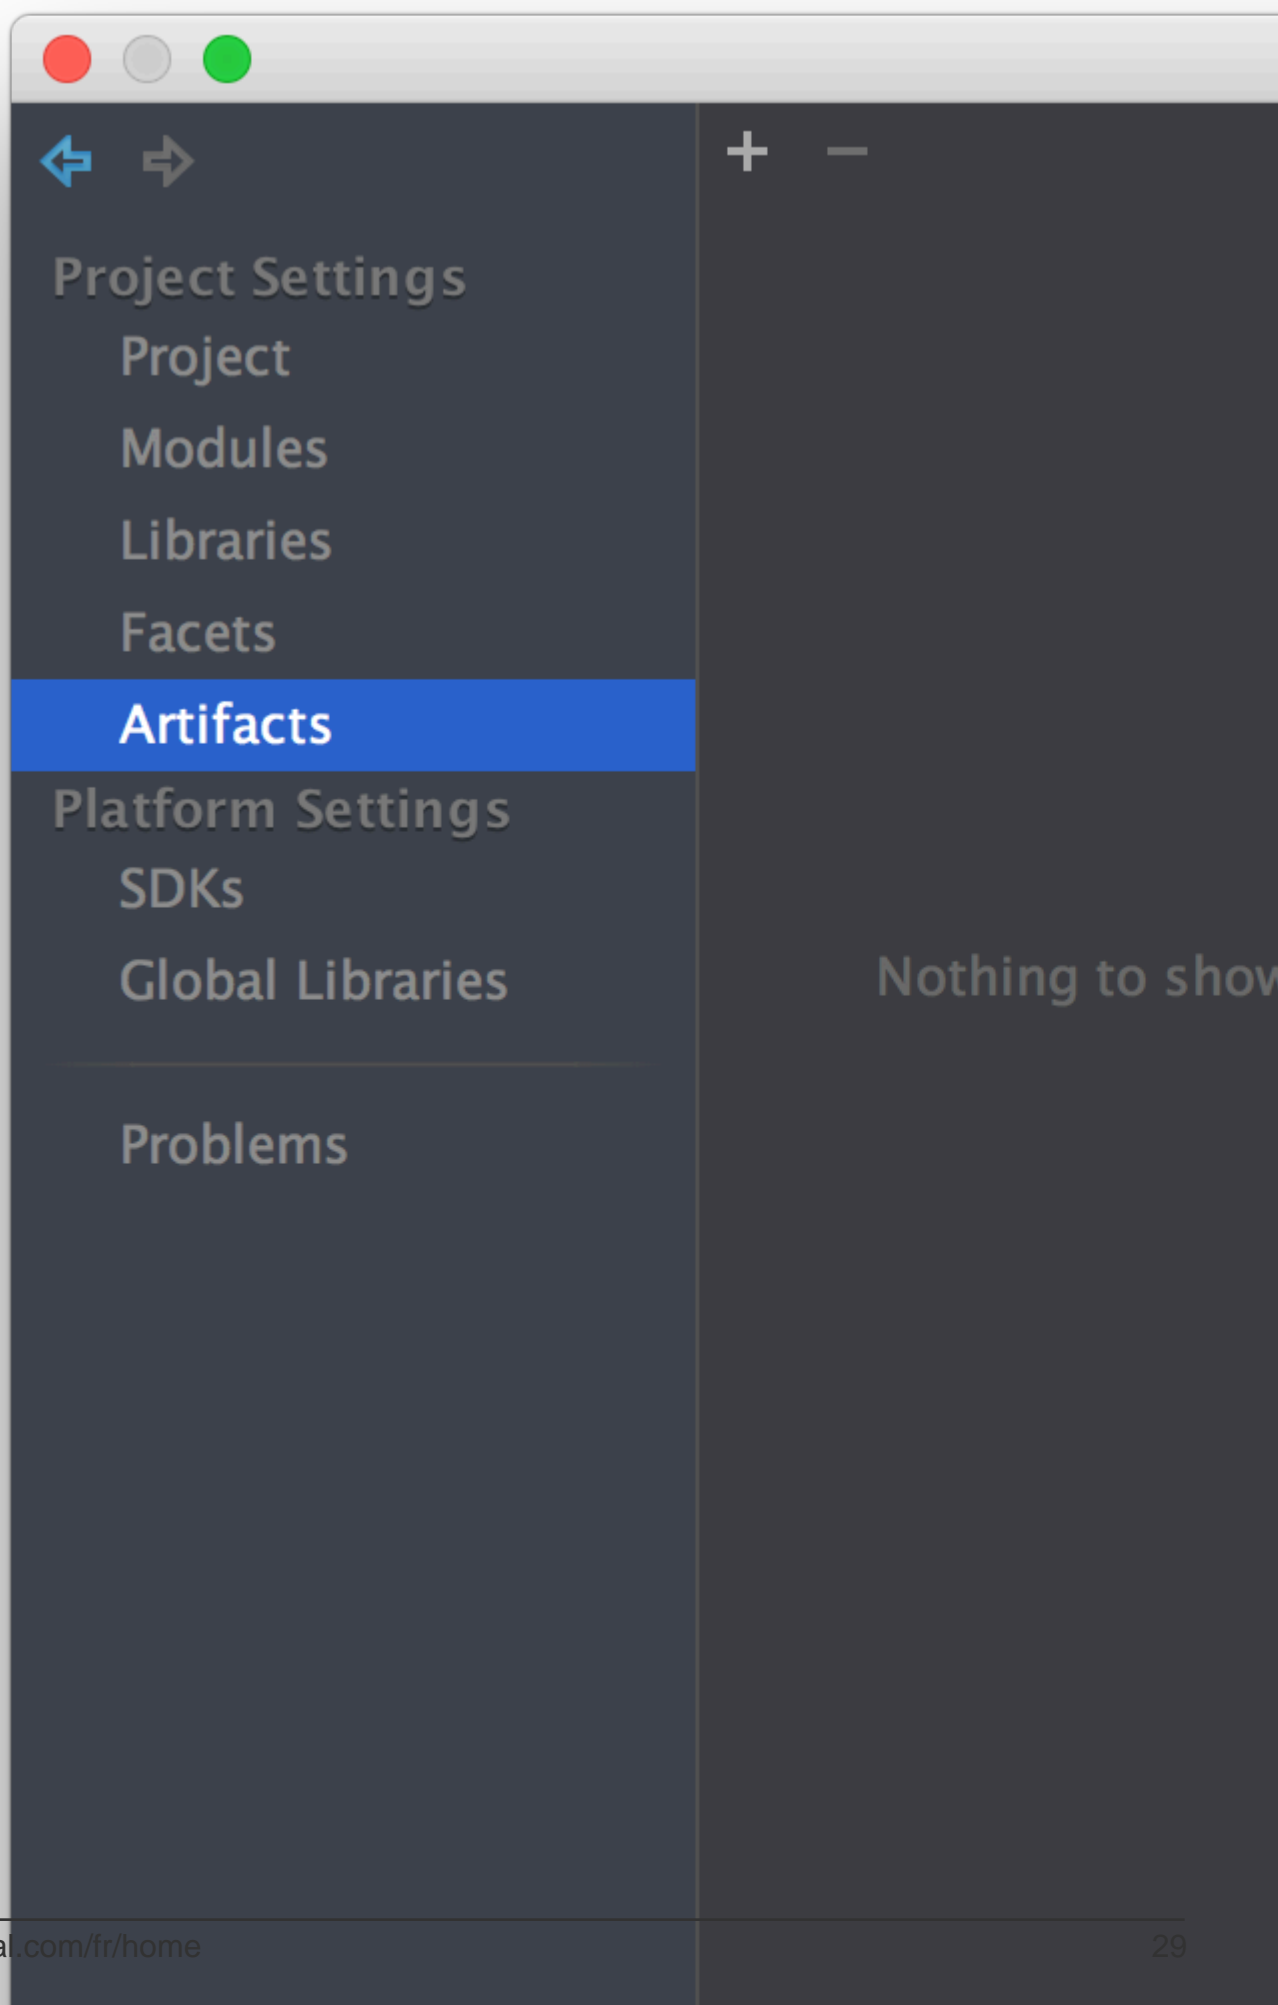 Project Settings
Project
Modules
Libraries
Facets
Artifacts
Platform Settings
SDKs
Global Libraries
Problems
Nothing to show
al.com/fr/home
29